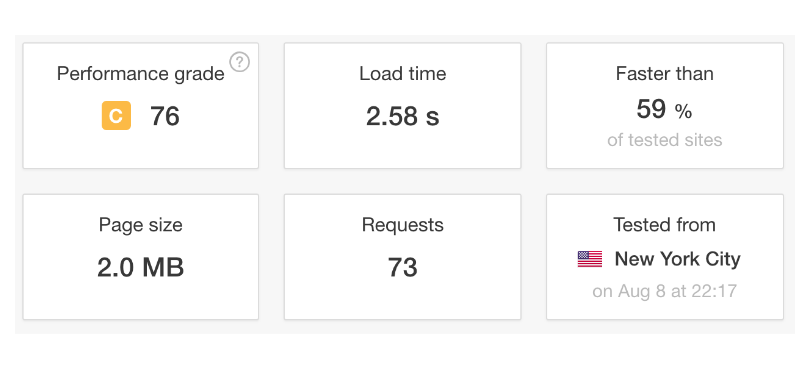 Performance grade ?
C 76
Load time
2.58 s
Faster than
59 %
of tested sites
Page size
2.0 MB
Requests
73
Tested from
New York City
on Aug 8 at 22:17